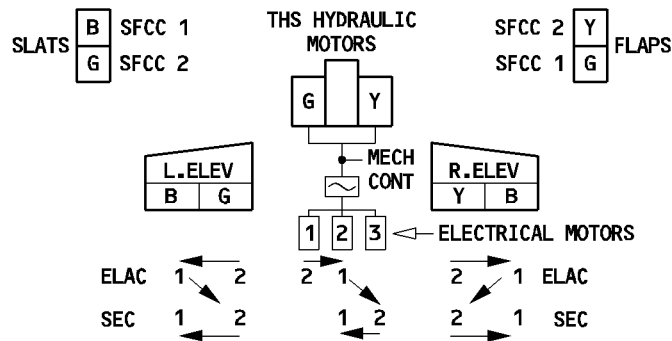 THS HYDRAULIC
MOTORS
SLATS
B SFCC 1
G SFCC 2
SFCC 2 Y
SFCC 1 G
FLAPS
G Y
MECH
CONT
L.ELEV
B G
R.ELEV
Y B
1 2 3
ELECTRICAL MOTORS
ELAC 1 2 2 1 2 1 ELAC
SEC 1 2 1 2 2 1 SEC